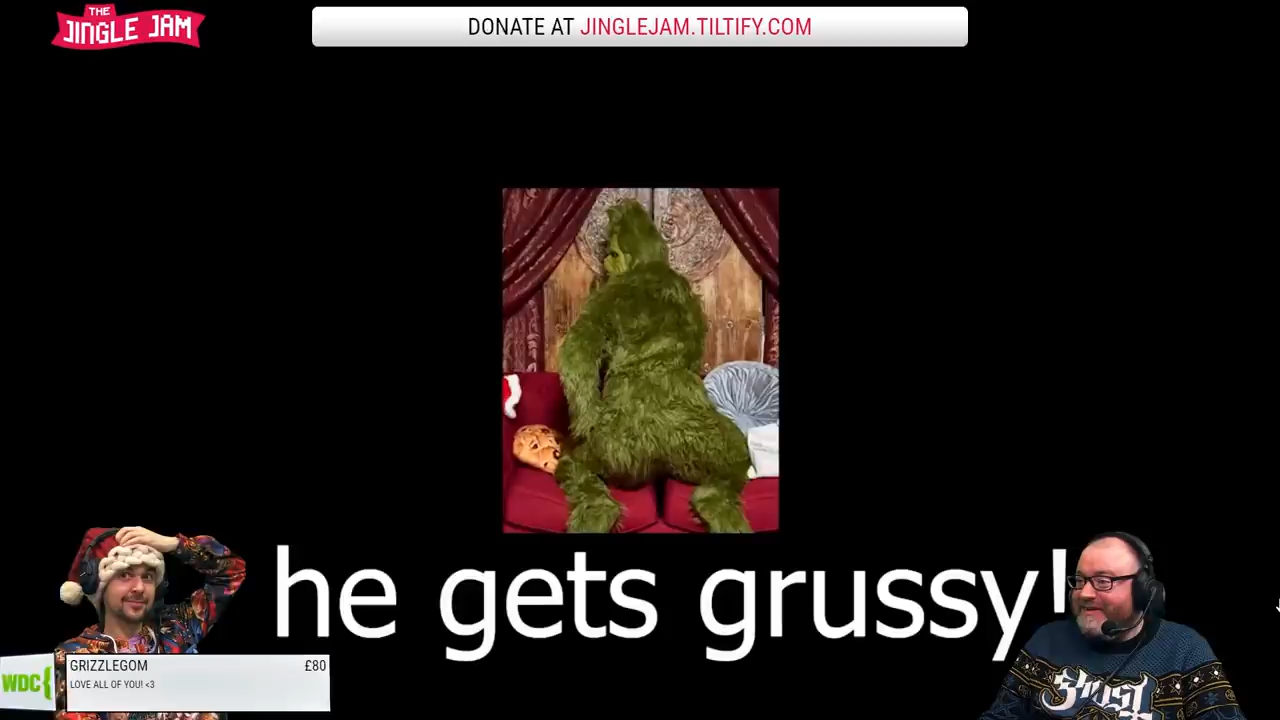 THE
JINGLE JAM
DONATE AT JINGLEJAM.TILTIFY.COM
he gets grussy!
GRIZZLEGOM £80
LOVE ALL OF YOU! <3
WDC{
Ghost